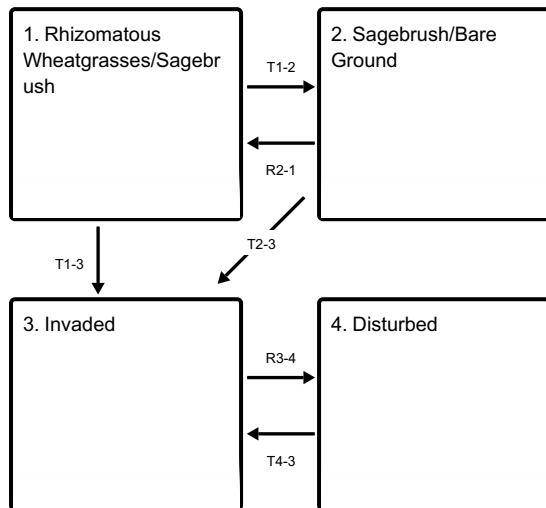 1. Rhizomatous
Wheatgrasses/Sagebr
ush
T1-2
2. Sagebrush/Bare
Ground
R2-1
T1-3
T2-3
3. Invaded
R3-4
4. Disturbed
T4-3